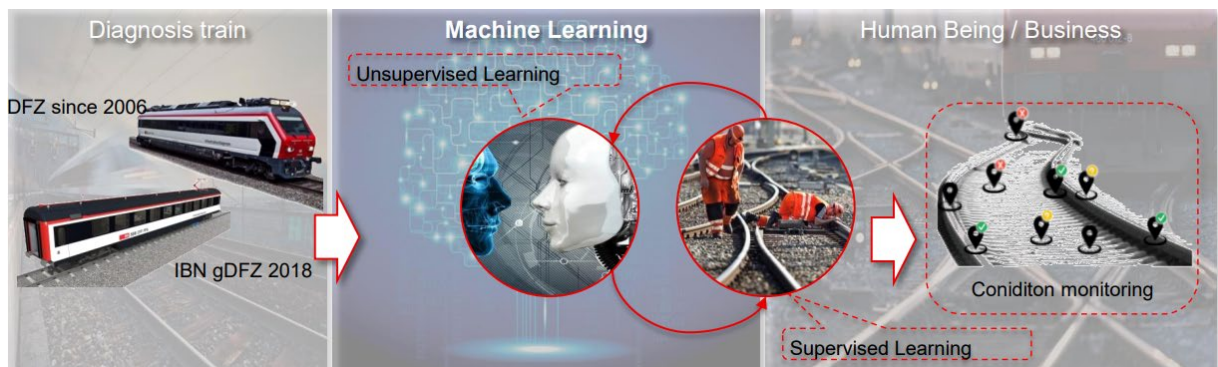 Diagnosis train
Machine Learning
Human Being / Business
Unsupervised Learning
DFZ since 2006
IBN gDFZ 2018
Coniditon monitoring
Supervised Learning